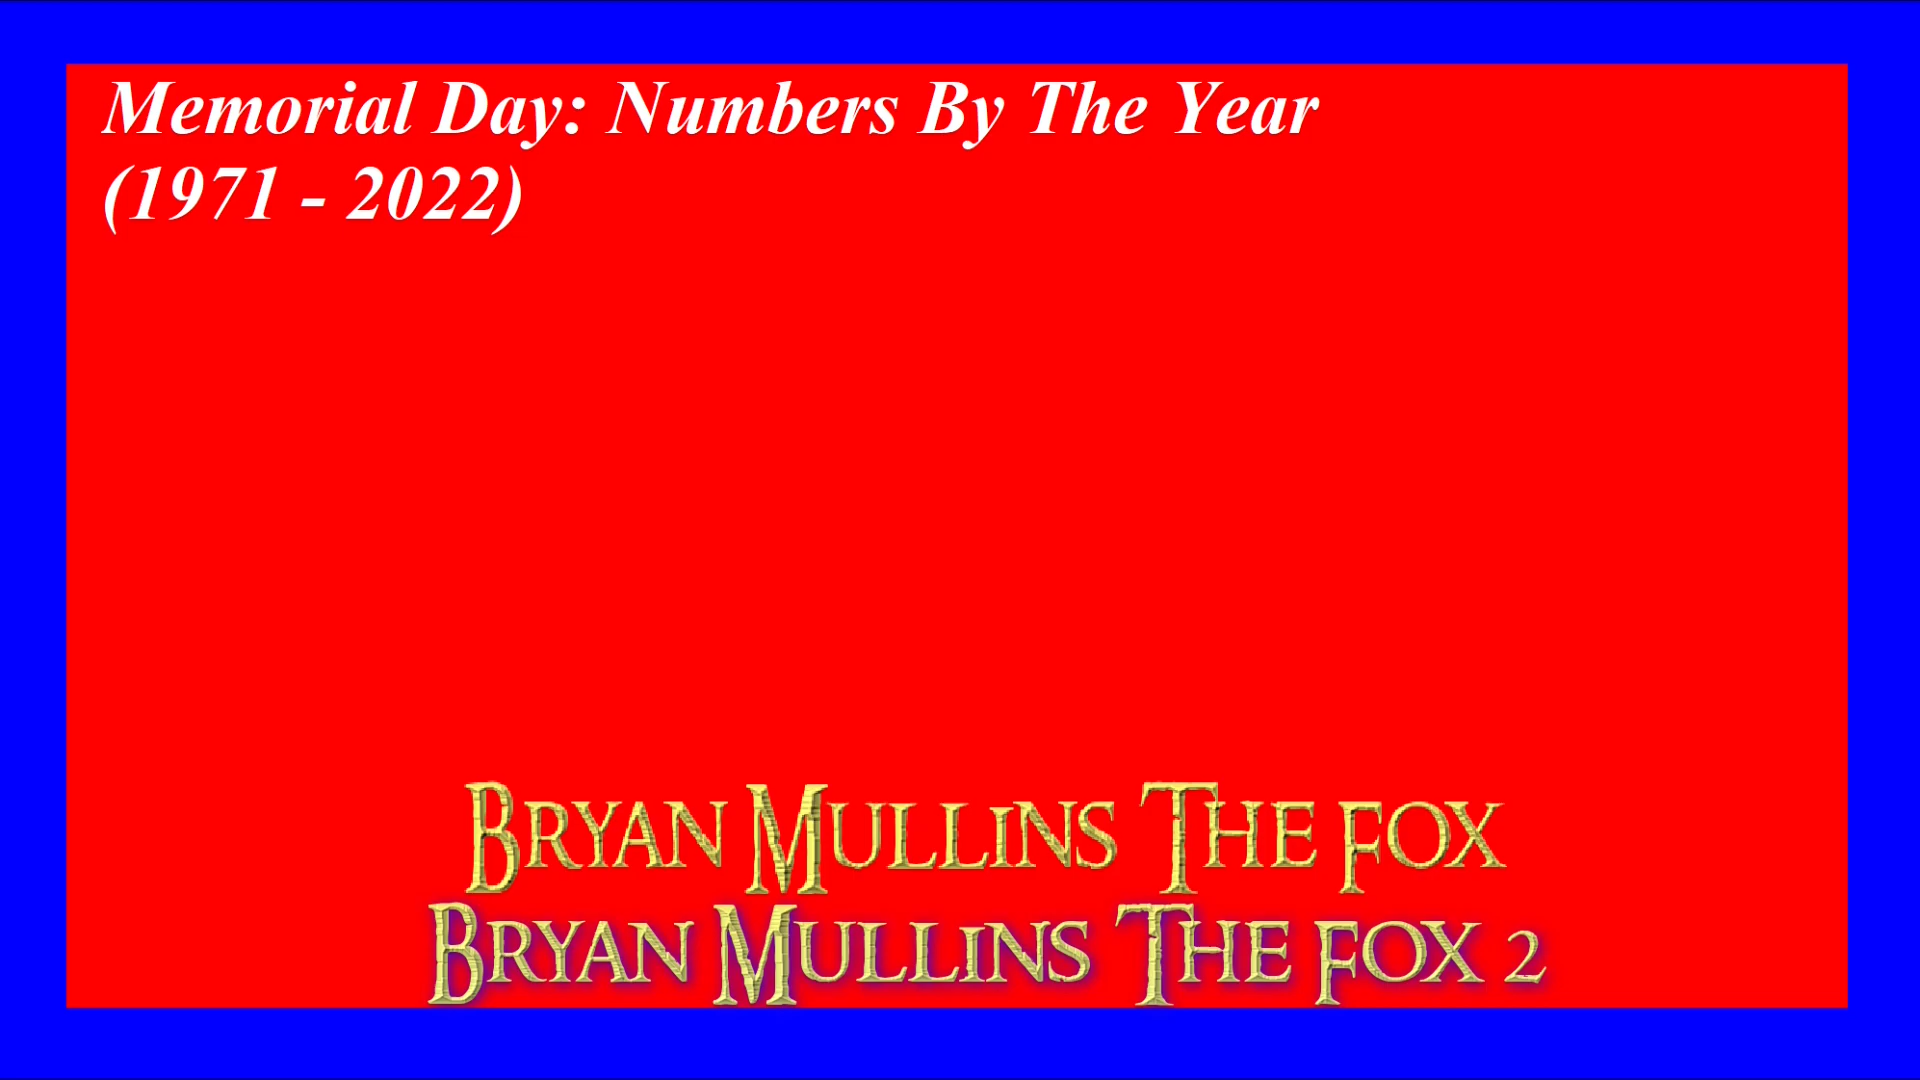 Memorial Day: Numbers By The Year
(1971 - 2022)
Bryan Mullins The Fox
Bryan Mullins The Fox 2